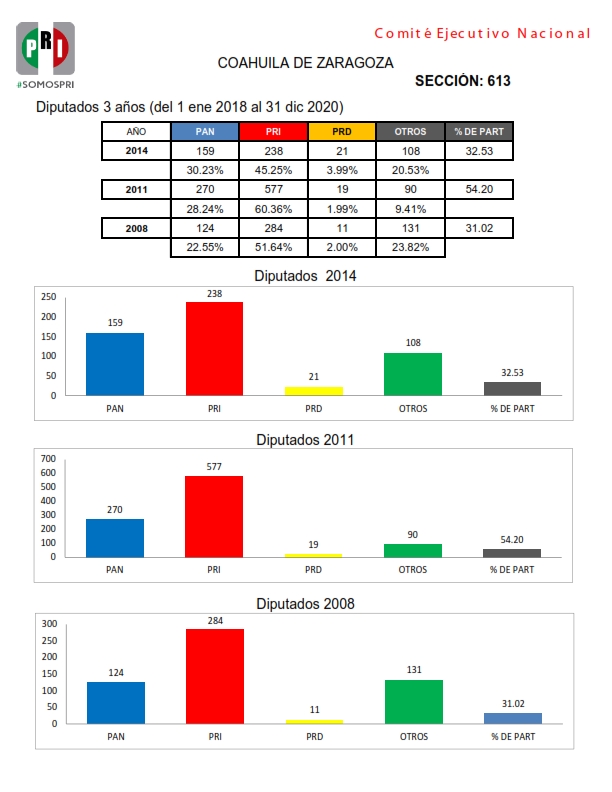 Comité Ejecutivo Nacional
PRI
#SOMOSPRI
COAHUILA DE ZARAGOZA
SECCIÓN: 613
Diputados 3 años (del 1 ene 2018 al 31 dic 2020)
AÑO PAN PRI PRD OTROS % DE PART
2014 159 238 21 108 32.53
30.23% 45.25% 3.99% 20.53%
2011 270 577 19 90 54.20
28.24% 60.36% 1.99% 9.41%
2008 124 284 11 131 31.02
22.55% 51.64% 2.00% 23.82%
Diputados 2014
250
200
150
100
50
0
159
238
21
108
32.53
PAN PRI PRD OTROS % DE PART
Diputados 2011
700
600
500
400
300
200
100
0
270
577
19
90
54.20
PAN PRI PRD OTROS % DE PART
Diputados 2008
300
250
200
150
100
50
0
124
284
11
131
31.02
PAN PRI PRD OTROS % DE PART